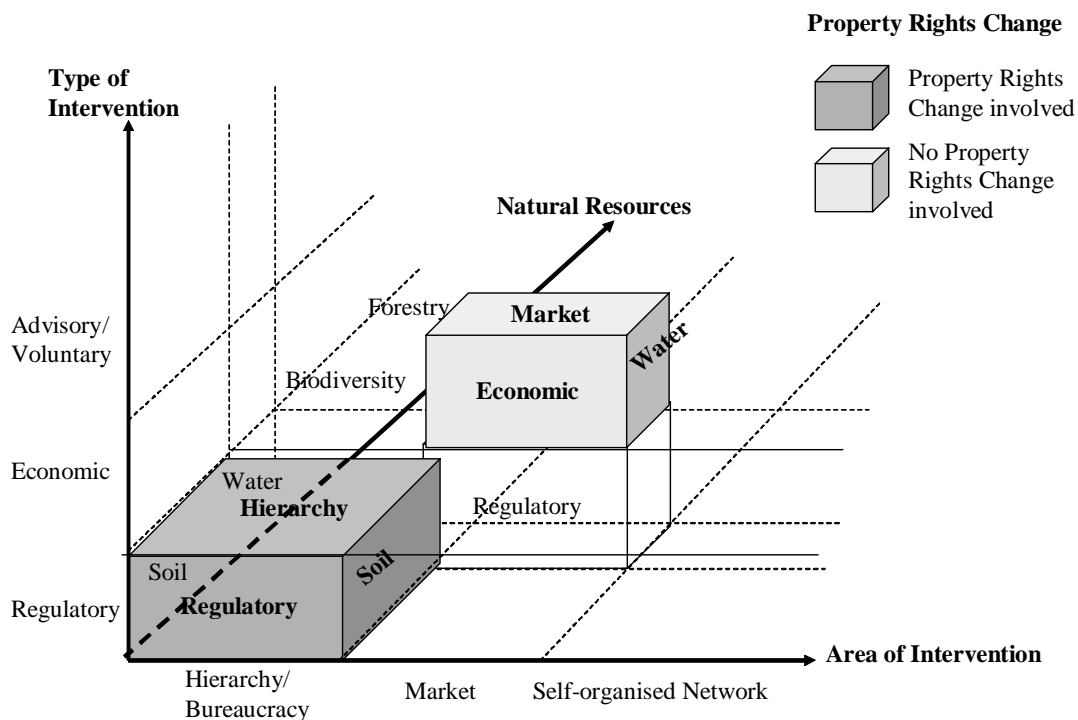 Property Rights Change
Type of
Intervention
Property Rights
Change involved
No Property
Rights Change
involved
Natural Resources
Forestry
Market
Advisory/
Voluntary
Water
Biodiversity
Economic
Economic
Water
Hierarchy
Regulatory
Soil
Soil
Regulatory
Regulatory
Area of Intervention
Hierarchy/
Bureaucracy
Market
Self-organised Network